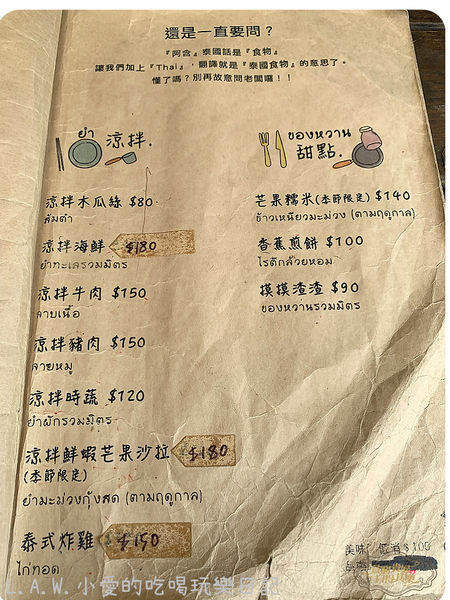 還是一直要問？
『阿含』泰國話是『食物』
讓我們加上『Thai』，翻譯就是『泰國食物』的意思了。
懂了嗎？別再故意問老闆囉！！
ยำ
涼拌.
涼拌木瓜絲 $80
ส้มตำ
涼拌海鮮 $180
ยำทะเลรวมมิตร
涼拌牛肉 $150
ลาบเนื้อ
涼拌豬肉 $150
ลาบหมู
涼拌時蔬 $120
ยำผักรวมมิตร
涼拌鮮蝦芒果沙拉 $180
(季節限定)
ยำมะม่วงกุ้งสด (ตามฤดูกาล)
泰式炸雞 $150
ไก่ทอด
ของหวาน
甜點.
芒果糯米(季節限定) $140
ข้าวเหนียวมะม่วง (ตามฤดูกาล)
香蕉煎餅 $100
โรตีกล้วยหอม
摸摸渣渣 $90
ของหวานรวมมิตร
美味 低消$100
L.A.W.小愛的吃喝玩樂日記